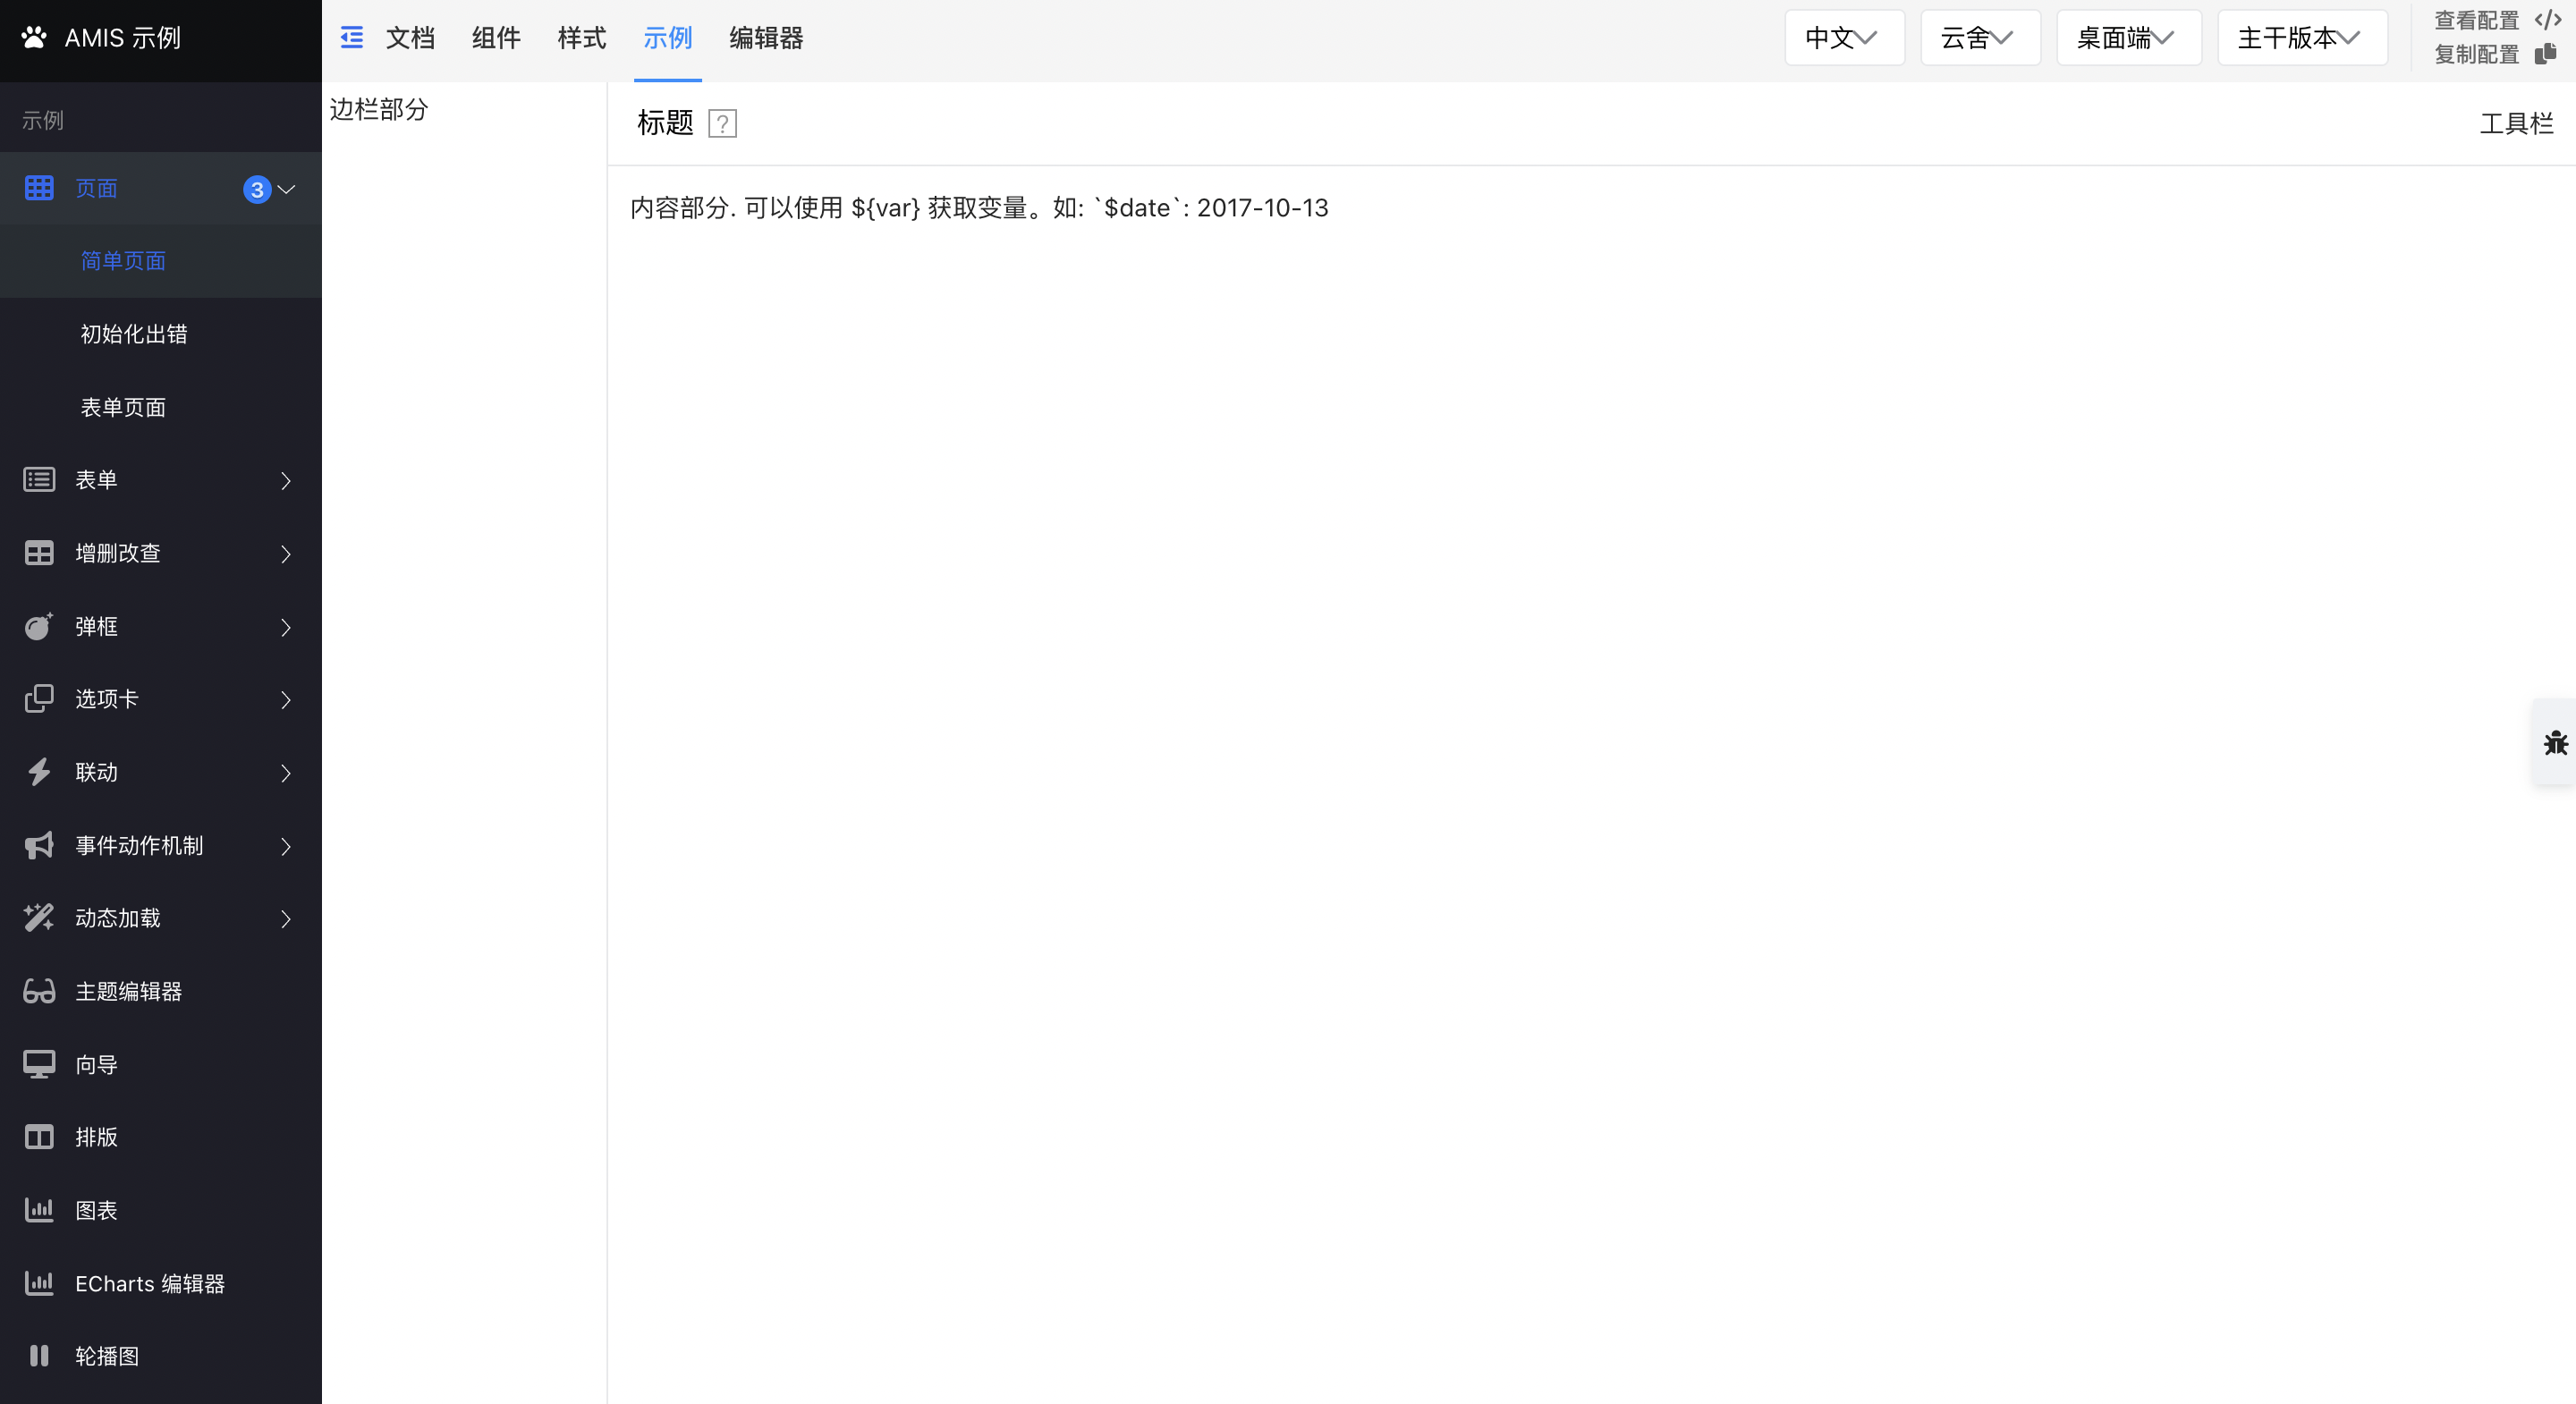 AMIS 示例
文档 组件 样式 示例 编辑器
中文 云舍 桌面端 主干版本
查看配置
复制配置
示例
页面 3
简单页面
初始化出错
表单页面
表单
增删改查
弹框
选项卡
联动
事件动作机制
动态加载
主题编辑器
向导
排版
图表
ECharts 编辑器
轮播图
边栏部分
标题 ?
工具栏
内容部分. 可以使用 ${var} 获取变量。如: `$date`: 2017-10-13